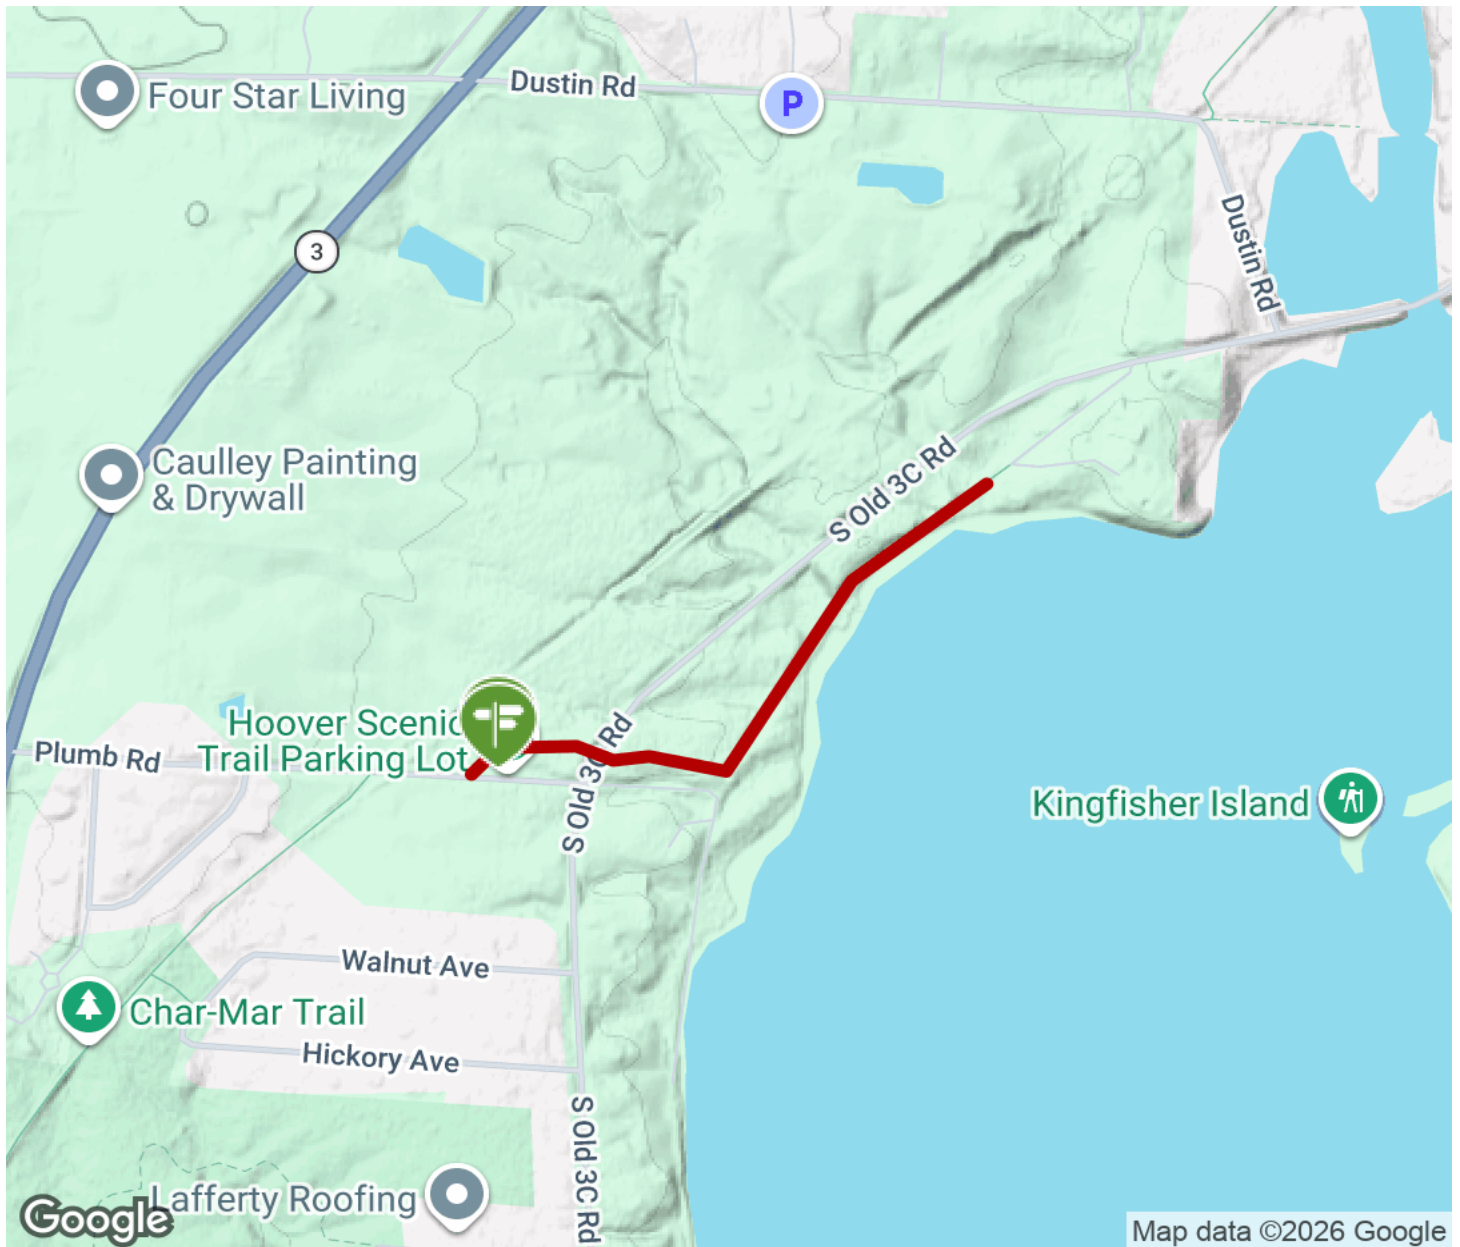 Four Star Living
Dustin Rd
P
3
Dustin Rd
Caulley Painting
& Drywall
S Old 3C Rd
Hoover Scenic
Trail Parking Lot
Plumb Rd
S Old 3C Rd
Kingfisher Island
Walnut Ave
Char-Mar Trail
Hickory Ave
S Old 3C Rd
Lafferty Roofing
Google
Map data ©2026 Google